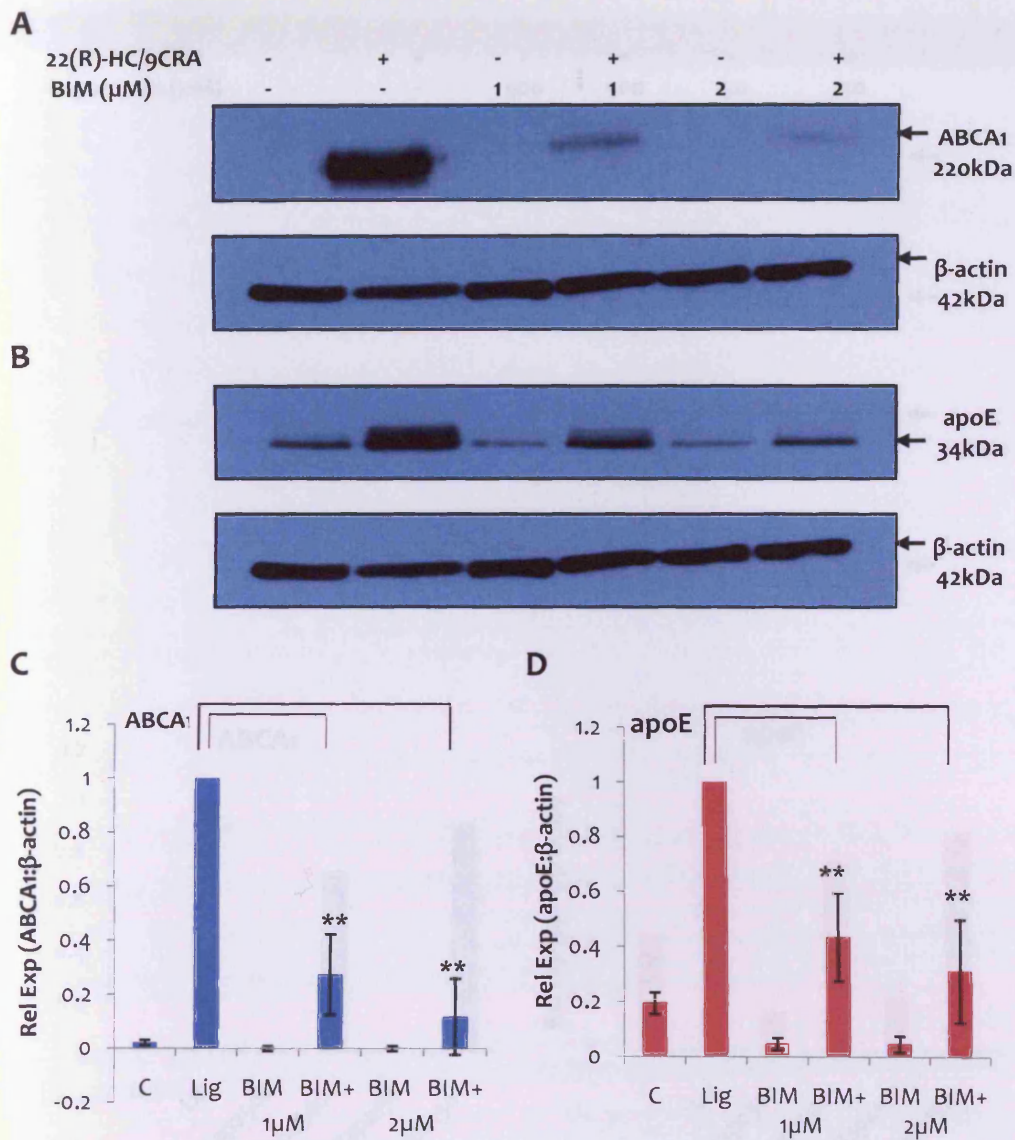 A
22(R)-HC/9CRA - + - + - +
BIM (µM) - - 1 1 2 2
ABCA1
220kDa
β-actin
42kDa
B
apoE
34kDa
β-actin
42kDa
C
ABCA1
1.2
1
0.8
0.6
0.4
0.2
0
-0.2
Rel Exp (ABCA1:β-actin)
**
**
C Lig BIM BIM+ BIM BIM+
1µM 2µM
D
apoE
1.2
1
0.8
0.6
0.4
0.2
0
Rel Exp (apoE:β-actin)
**
**
C Lig BIM BIM+ BIM BIM+
1µM 2µM